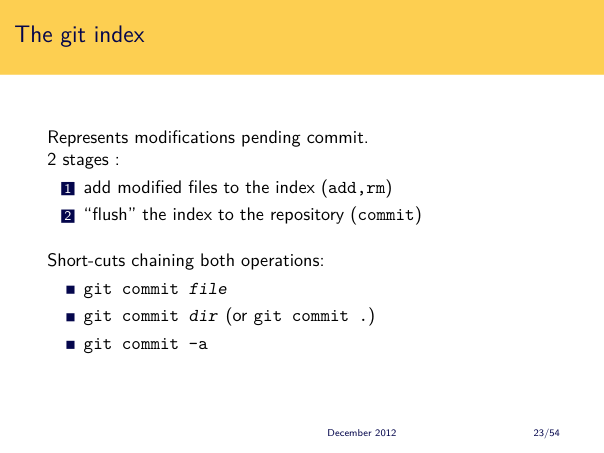 The git index
Represents modifications pending commit.
2 stages :
1 add modified files to the index (add,rm)
2 “flush” the index to the repository (commit)
Short-cuts chaining both operations:
■ git commit file
■ git commit dir (or git commit .)
■ git commit -a
December 2012 23/54